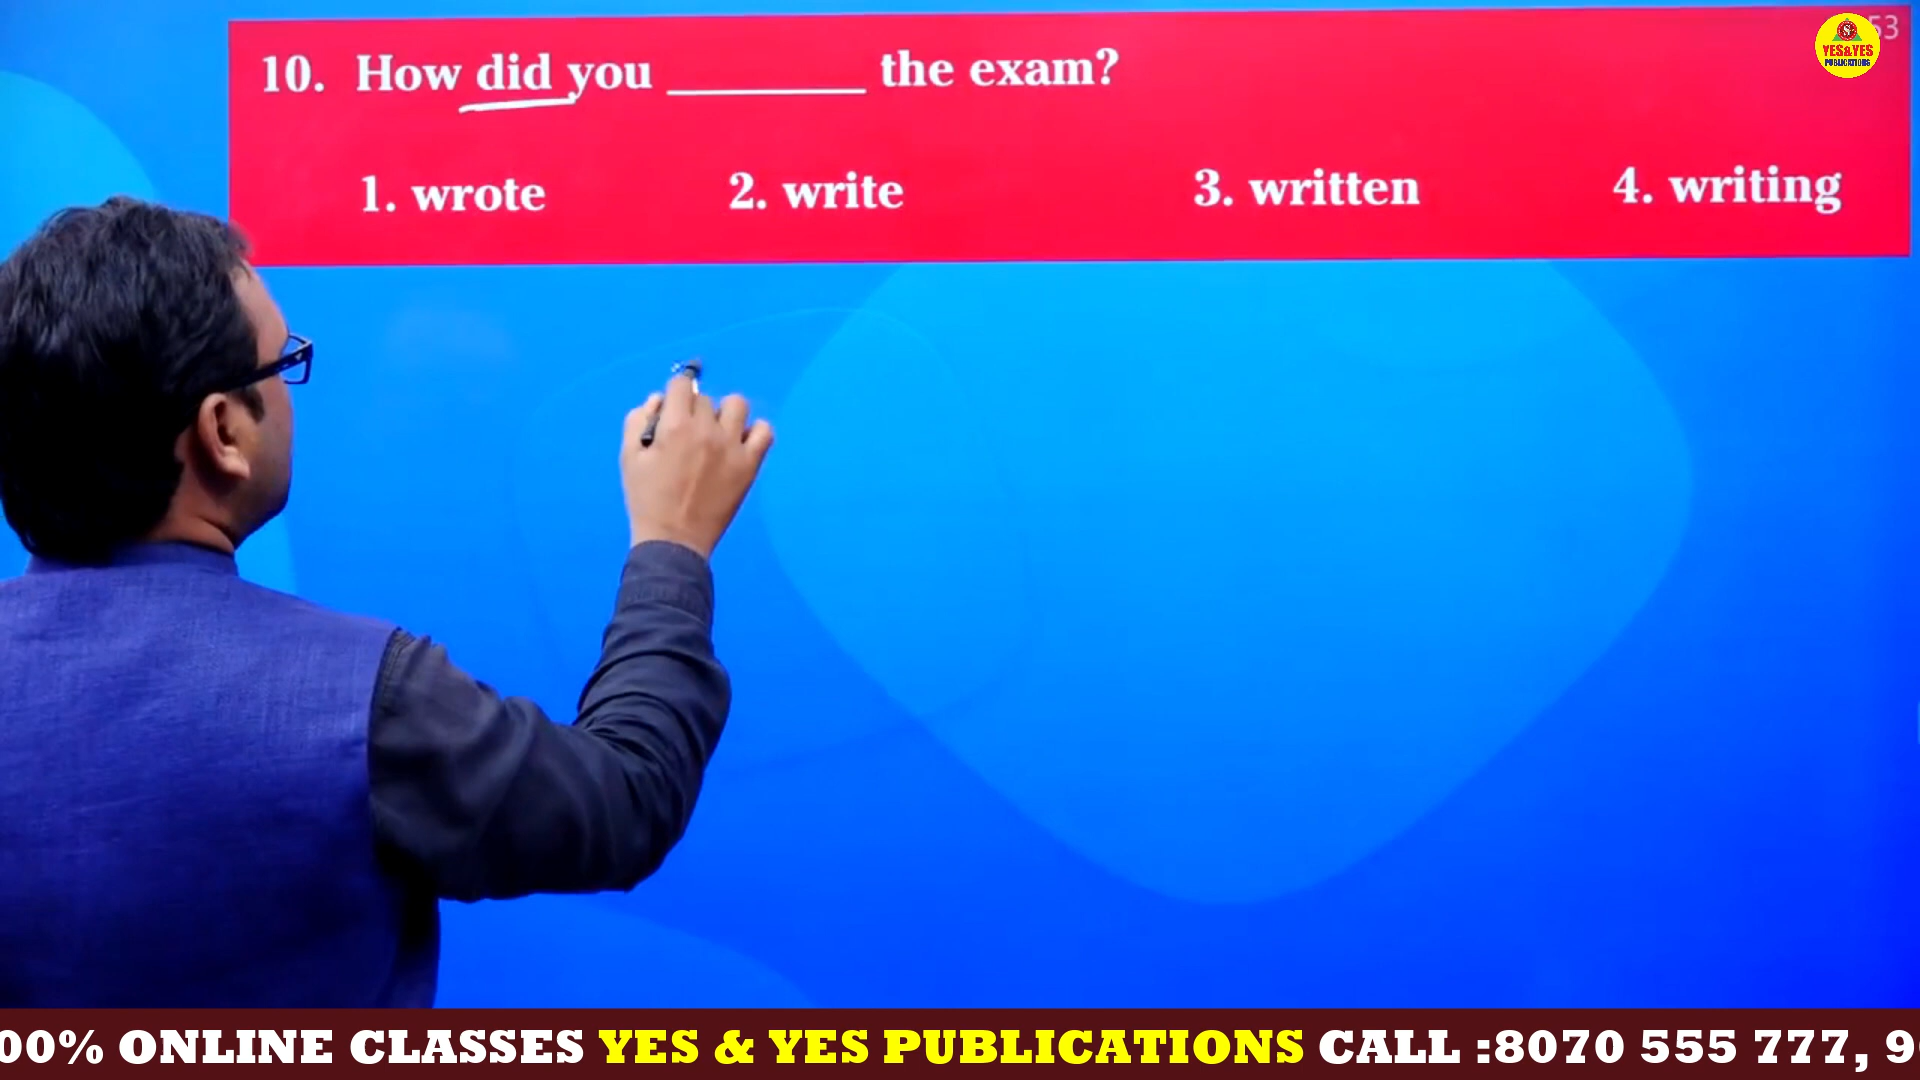 53
YES&YES
PUBLICATIONS
10. How did you ________ the exam?
1. wrote 2. write 3. written 4. writing
00% ONLINE CLASSES YES & YES PUBLICATIONS CALL :8070 555 777, 9